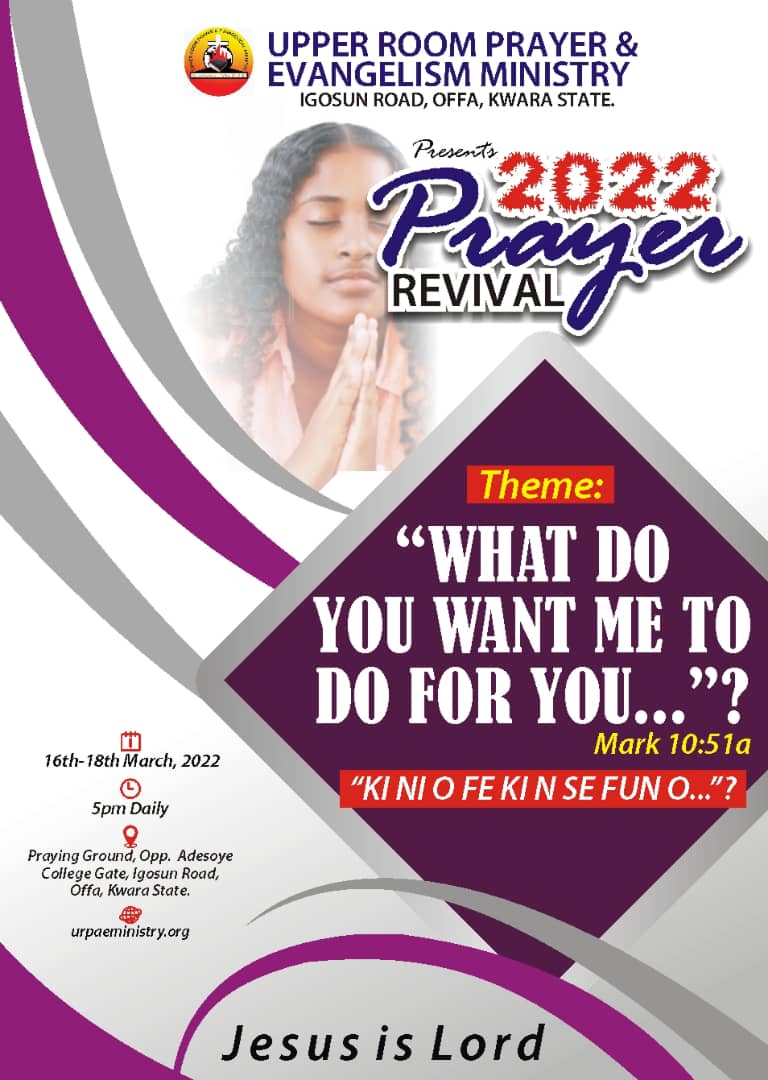 UPPER ROOM PRAYER &
EVANGELISM MINISTRY
IGOSUN ROAD, OFFA, KWARA STATE.
Presents
2022
Prayer
REVIVAL
Theme:
“WHAT DO
YOU WANT ME TO
DO FOR YOU...”?
Mark 10:51a
“KI NI O FE KI N SE FUN O...”?
16th-18th March, 2022
5pm Daily
Praying Ground, Opp. Adesoye
College Gate, Igosun Road,
Offa, Kwara State.
urpaeministry.org
Jesus is Lord